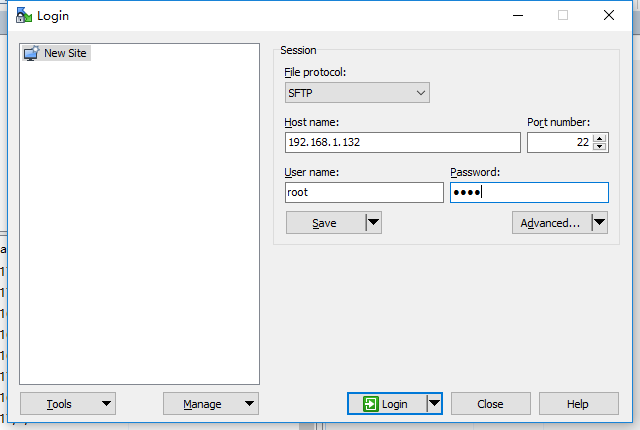 Login
New Site
Session
File protocol:
SFTP
Host name:
Port number:
192.168.1.132
22
User name:
Password:
root
••••
Save
Advanced...
Tools
Manage
Login
Close
Help